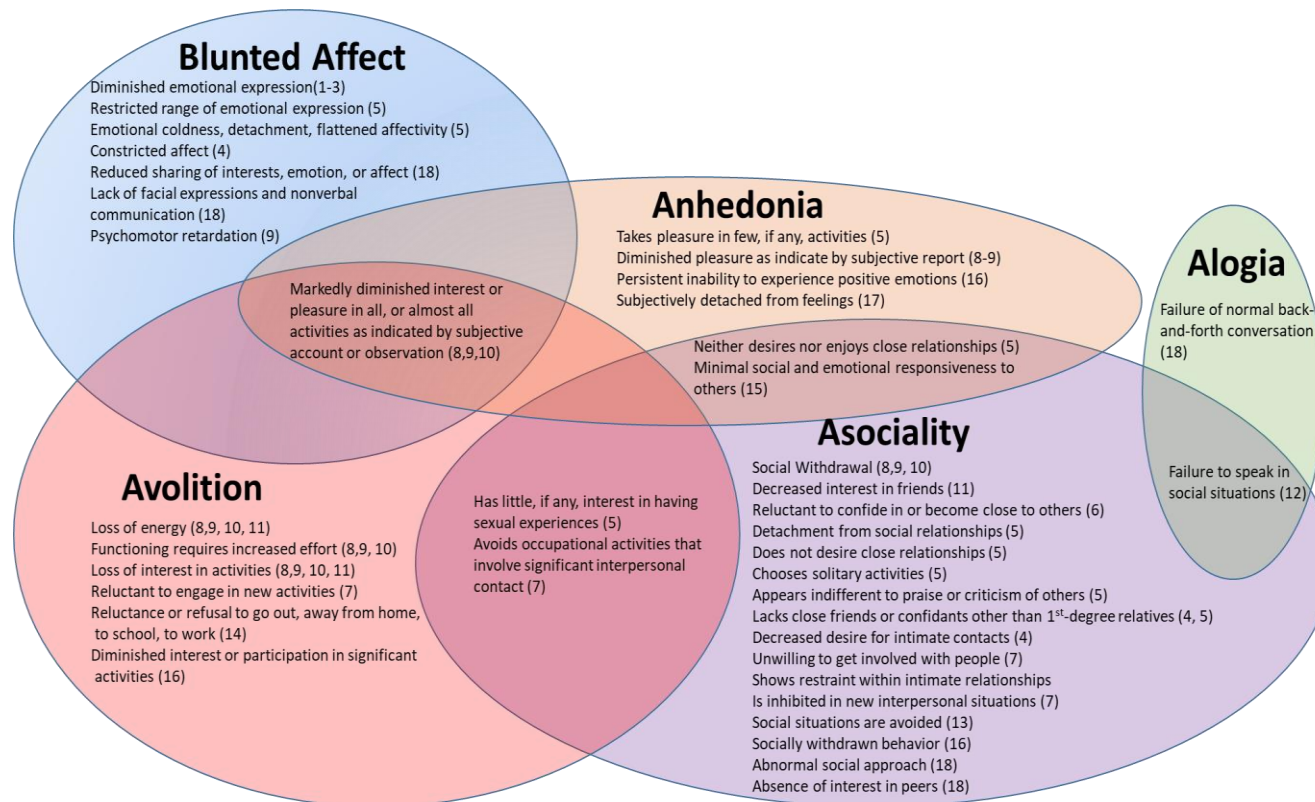 Blunted Affect
Diminished emotional expression(1-3)
Restricted range of emotional expression (5)
Emotional coldness, detachment, flattened affectivity (5)
Constricted affect (4)
Reduced sharing of interests, emotion, or affect (18)
Lack of facial expressions and nonverbal
communication (18)
Psychomotor retardation (9)
Anhedonia
Takes pleasure in few, if any, activities (5)
Diminished pleasure as indicate by subjective report (8-9)
Persistent inability to experience positive emotions (16)
Subjectively detached from feelings (17)
Alogia
Failure of normal back-
and-forth conversation
(18)
Markedly diminished interest or
pleasure in all, or almost all
activities as indicated by subjective
account or observation (8,9,10)
Neither desires nor enjoys close relationships (5)
Minimal social and emotional responsiveness to
others (15)
Avolition
Loss of energy (8,9, 10, 11)
Functioning requires increased effort (8,9, 10)
Loss of interest in activities (8,9, 10, 11)
Reluctant to engage in new activities (7)
Reluctance or refusal to go out, away from home,
to school, to work (14)
Diminished interest or participation in significant
activities (16)
Has little, if any, interest in having
sexual experiences (5)
Avoids occupational activities that
involve significant interpersonal
contact (7)
Asociality
Social Withdrawal (8,9, 10)
Decreased interest in friends (11)
Reluctant to confide in or become close to others (6)
Detachment from social relationships (5)
Does not desire close relationships (5)
Chooses solitary activities (5)
Appears indifferent to praise or criticism of others (5)
Lacks close friends or confidants other than 1st-degree relatives (4, 5)
Decreased desire for intimate contacts (4)
Unwilling to get involved with people (7)
Shows restraint within intimate relationships
Is inhibited in new interpersonal situations (7)
Social situations are avoided (13)
Socially withdrawn behavior (16)
Abnormal social approach (18)
Absence of interest in peers (18)
Failure to speak in
social situations (12)